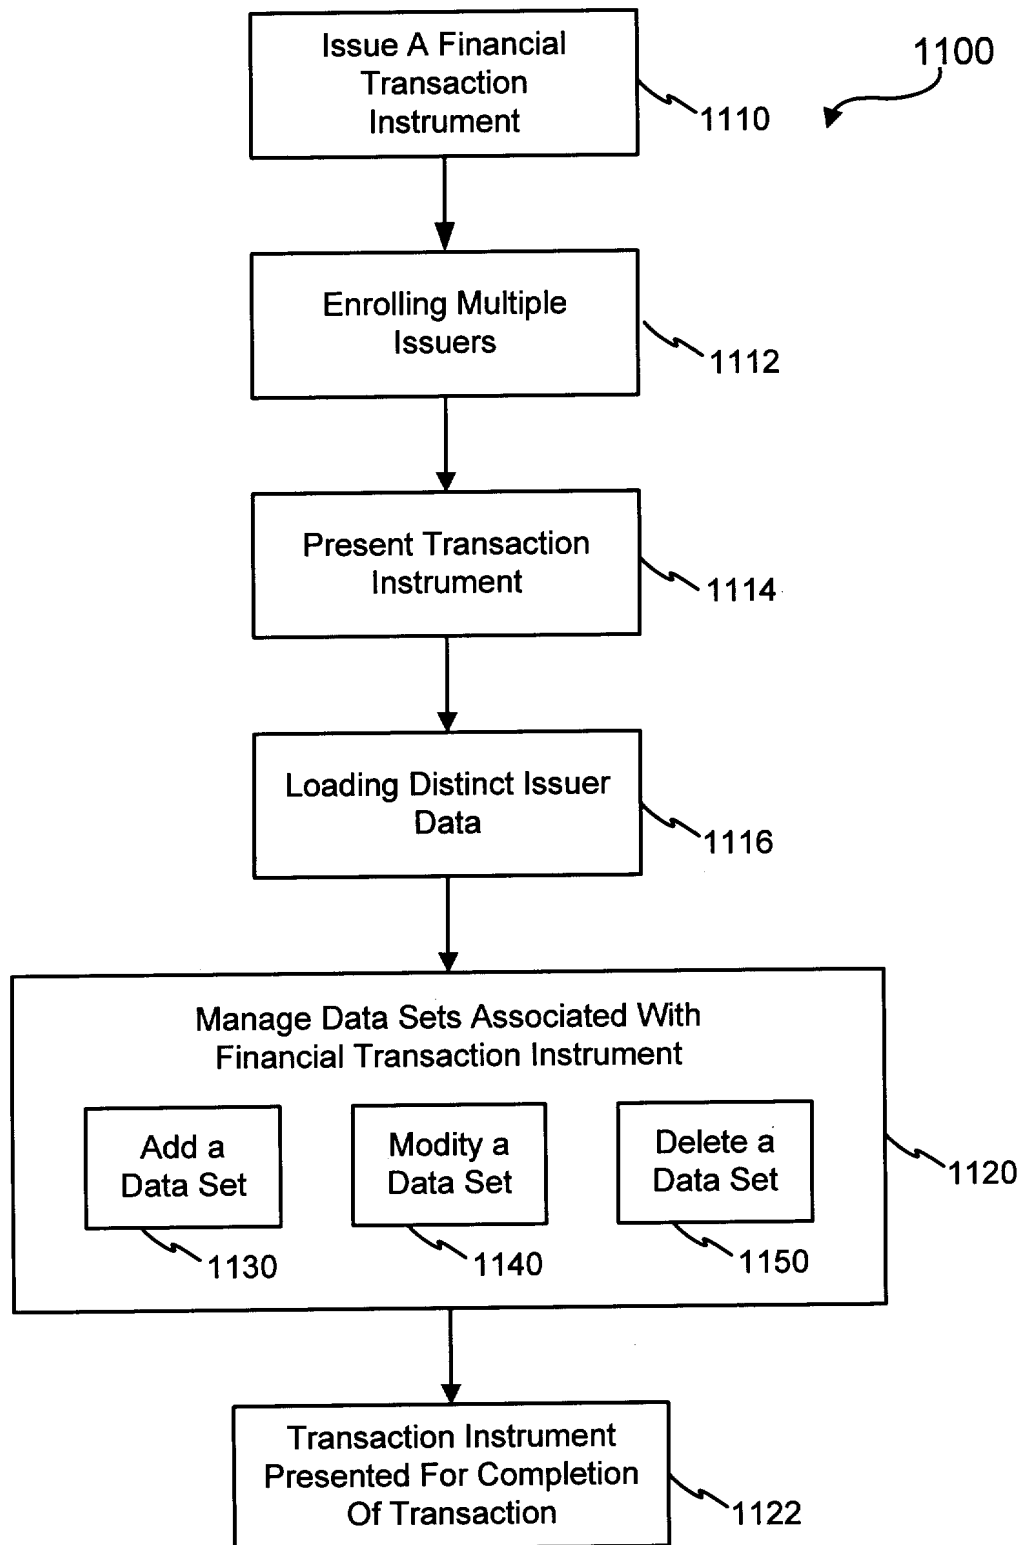 Issue A Financial
Transaction
Instrument
1100
1110
Enrolling Multiple
Issuers
1112
Present Transaction
Instrument
1114
Loading Distinct Issuer
Data
1116
Manage Data Sets Associated With
Financial Transaction Instrument
Add a
Data Set
Modity a
Data Set
Delete a
Data Set
1120
1130
1140
1150
Transaction Instrument
Presented For Completion
Of Transaction
1122